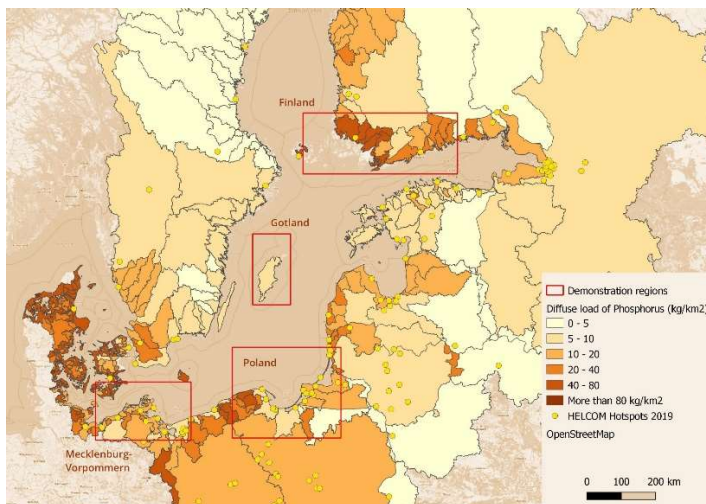 Finland
Gotland
Poland
Mecklenburg-
Vorpommern
Demonstration regions
Diffuse load of Phosphorus (kg/km2)
0 - 5
5 - 10
10 - 20
20 - 40
40 - 80
More than 80 kg/km2
HELCOM Hotspots 2019
OpenStreetMap
0 100 200 km